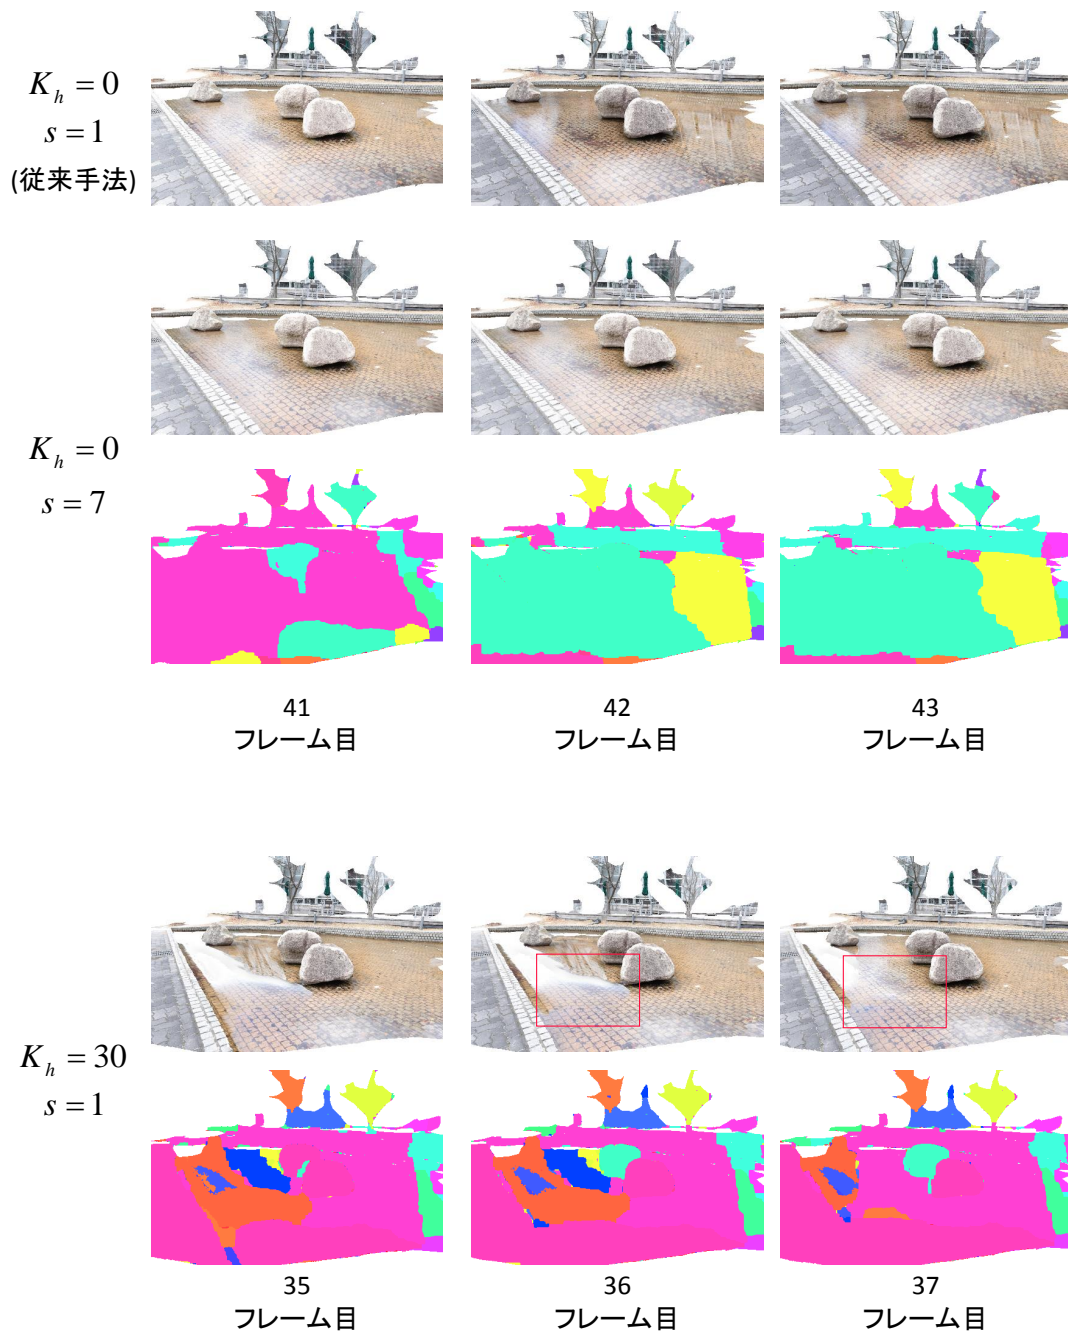 K_h = 0
s = 1
(従来手法)
K_h = 0
s = 7
41 42 43
フレーム目 フレーム目 フレーム目
K_h = 30
s = 1
35 36 37
フレーム目 フレーム目 フレーム目